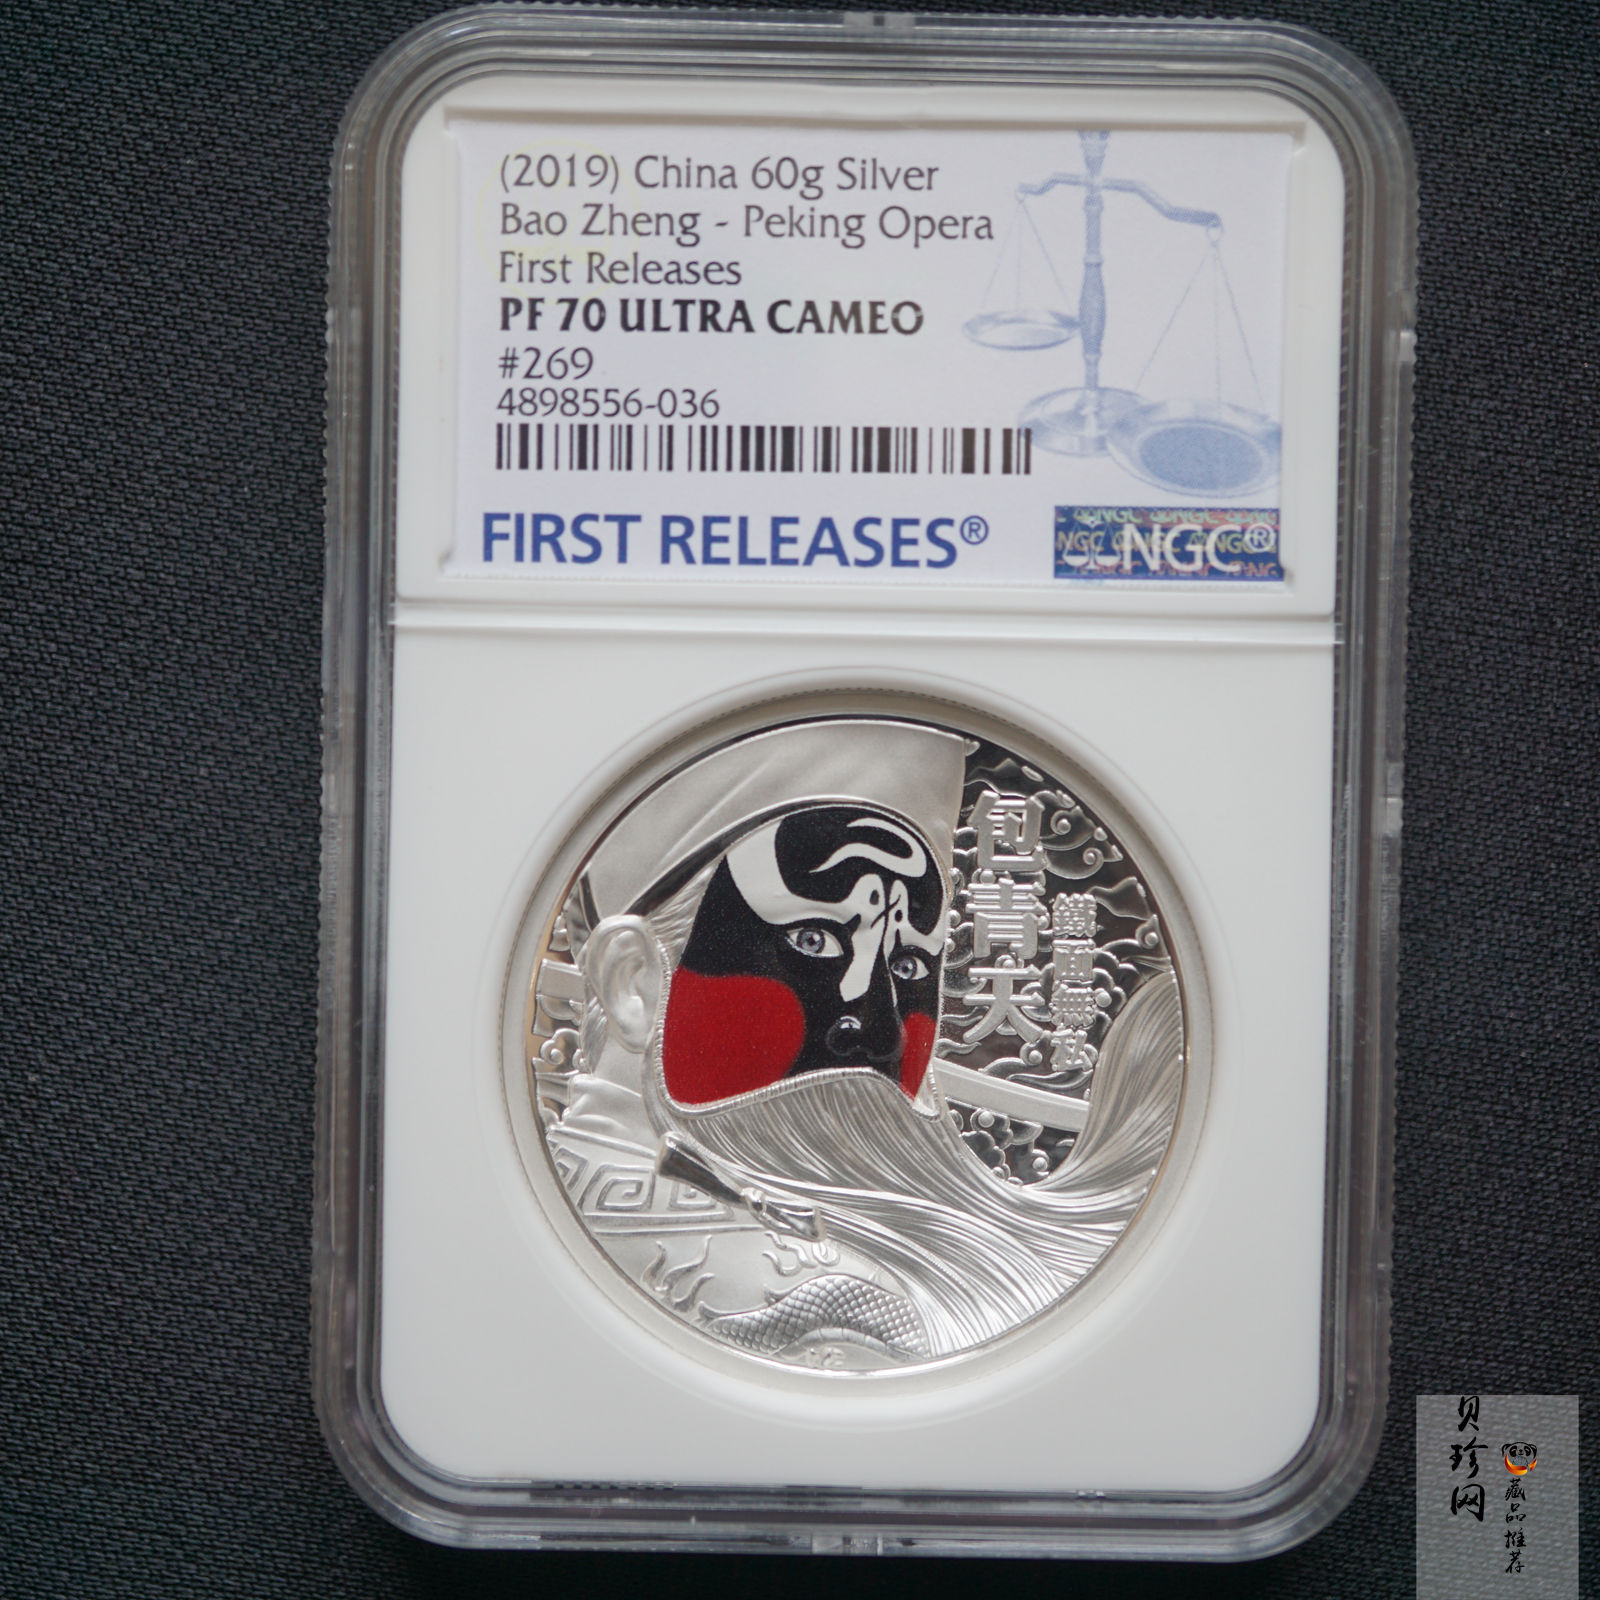 (2019) China 60g Silver
Bao Zheng - Peking Opera
First Releases
PF 70 ULTRA CAMEO
#269
4898556-036
FIRST RELEASES®
NGC®
包青天
鐵面無私
贝珍网
藏品推荐